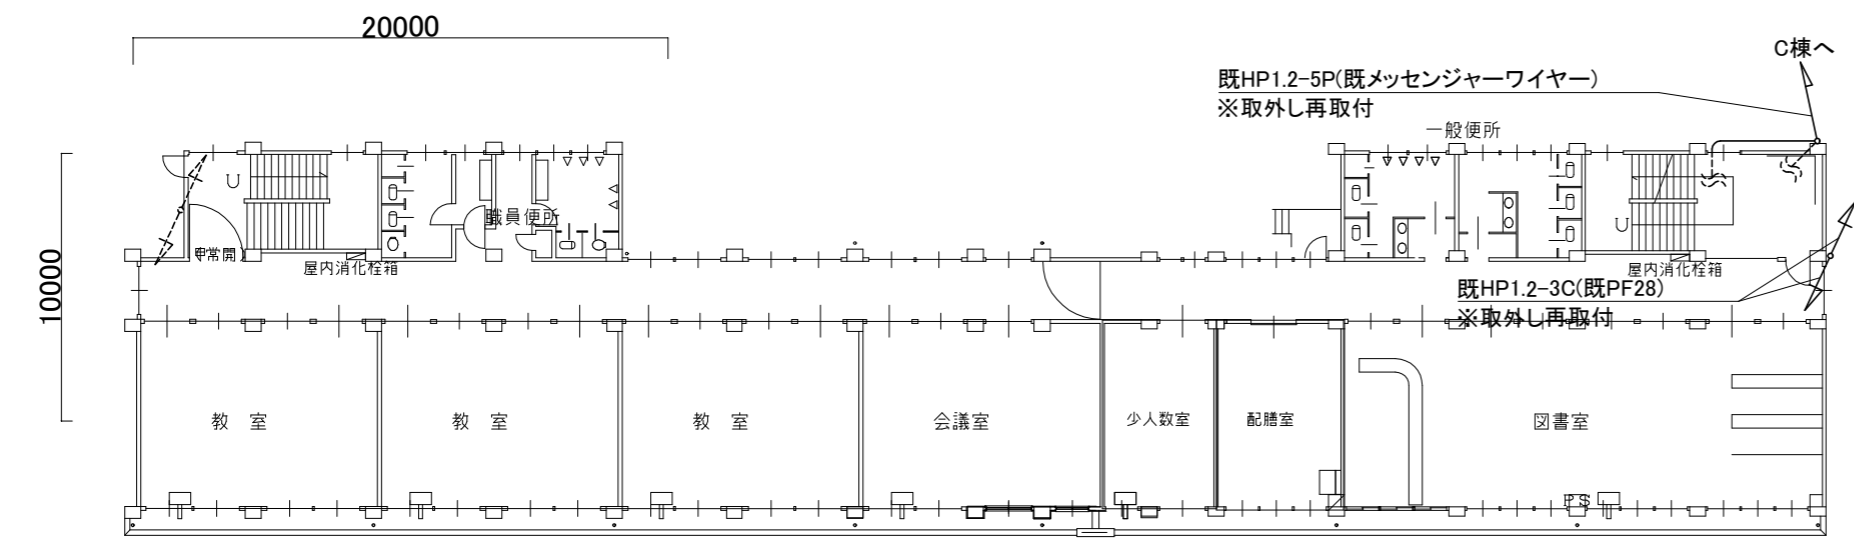 20000
C棟へ
既HP1.2-5P(既メッセンジャーワイヤー)
※取外し再取付
一般便所
職員便所
(常開)
屋内消化栓箱
屋内消化栓箱
10000
既HP1.2-3C(既PF28)
※取外し再取付
教 室
教 室
教 室
会議室
少人数室
配膳室
図書室
PS